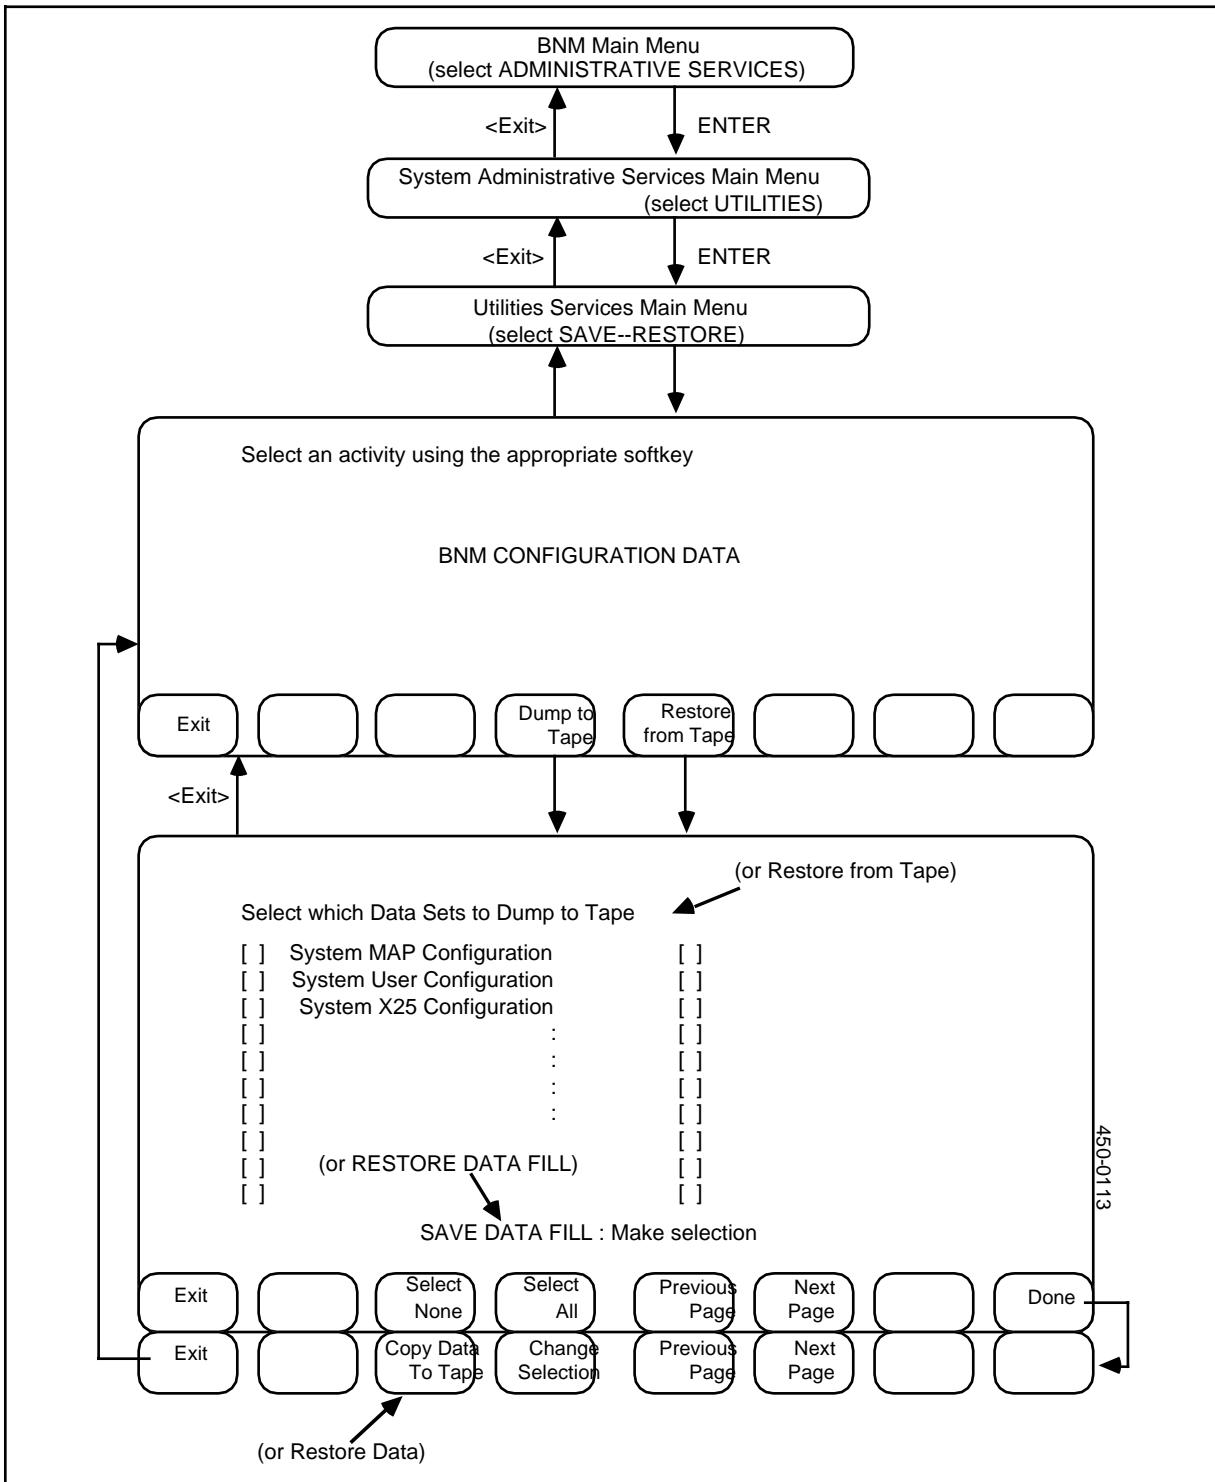 BNM Main Menu
(select ADMINISTRATIVE SERVICES)
<Exit> ENTER
System Administrative Services Main Menu
(select UTILITIES)
<Exit> ENTER
Utilities Services Main Menu
(select SAVE--RESTORE)
Select an activity using the appropriate softkey
BNM CONFIGURATION DATA
Exit
Dump to
Tape
Restore
from Tape
<Exit>
(or Restore from Tape)
Select which Data Sets to Dump to Tape
[ ] System MAP Configuration [ ]
[ ] System User Configuration [ ]
[ ] System X25 Configuration [ ]
[ ] : [ ]
[ ] : [ ]
[ ] : [ ]
[ ] : [ ]
[ ] [ ]
[ ] (or RESTORE DATA FILL) [ ]
[ ] [ ]
SAVE DATA FILL : Make selection
450-0113
Exit
Select
None
Select
All
Previous
Page
Next
Page
Done
Exit
Copy Data
To Tape
Change
Selection
Previous
Page
Next
Page
(or Restore Data)